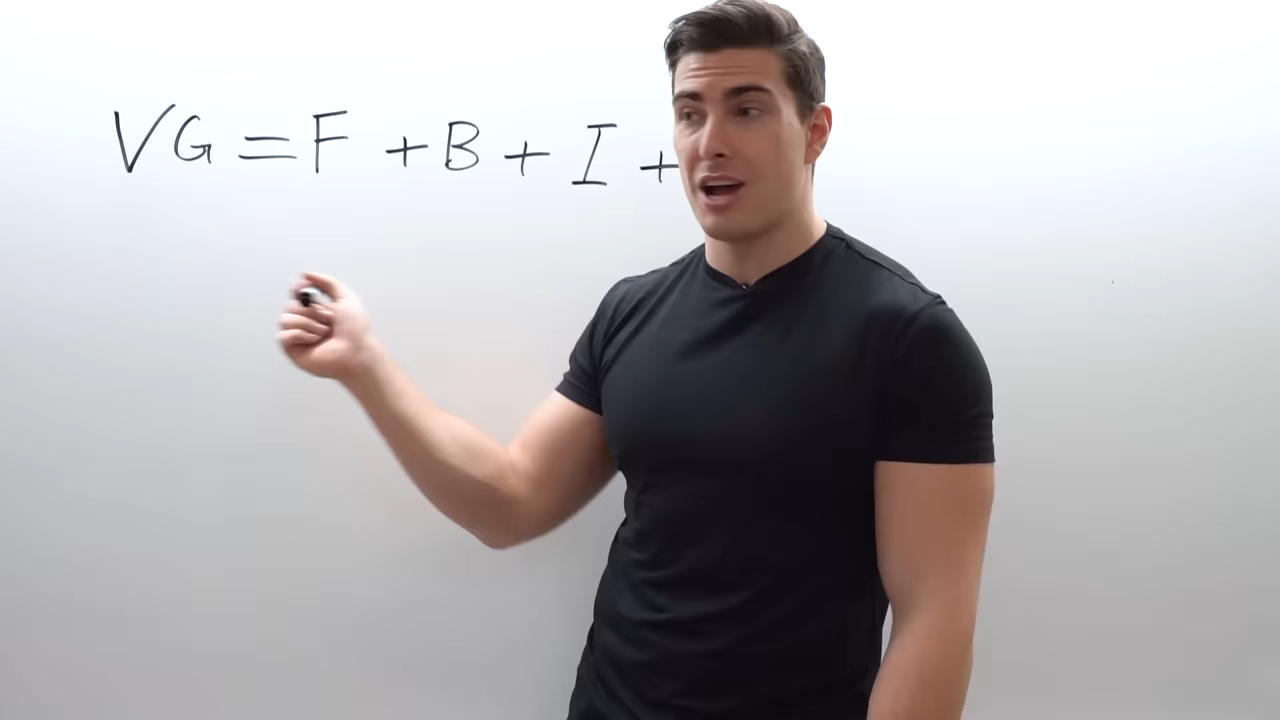 VG = F + B + I +